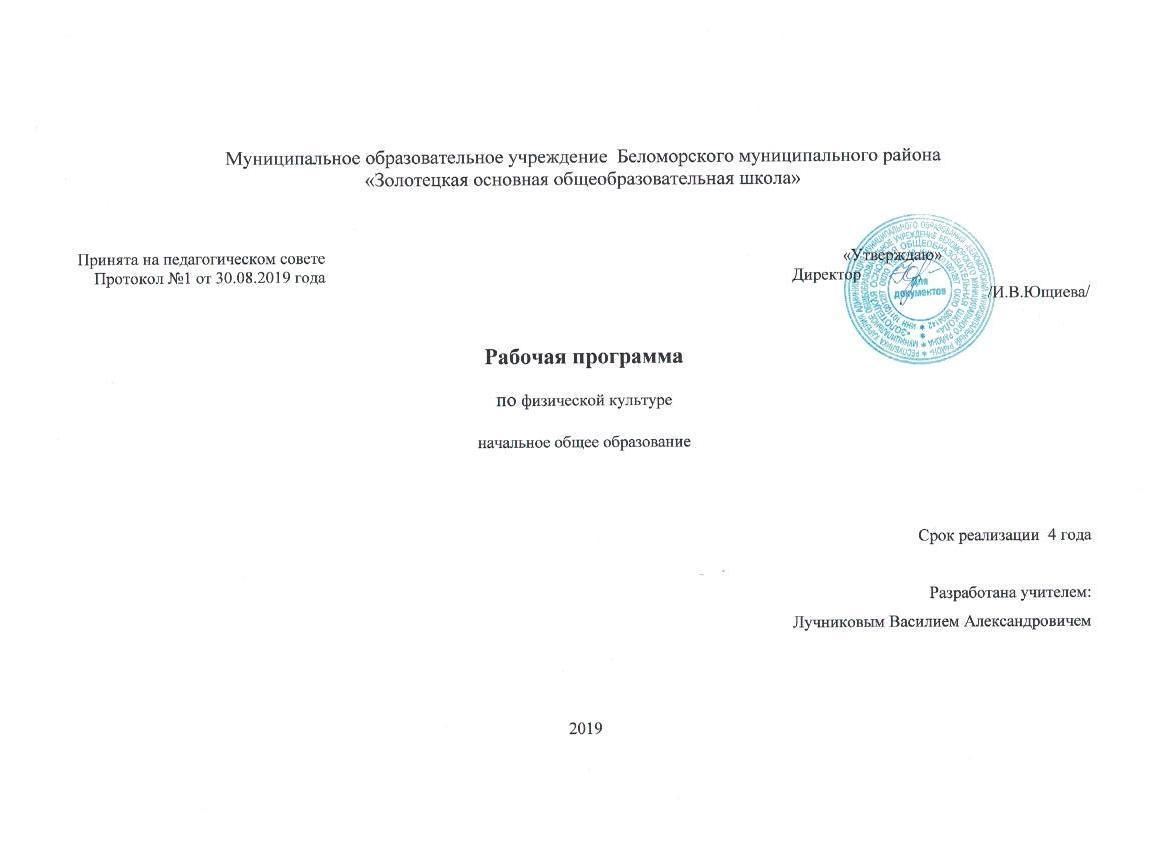 Муниципальное образовательное учреждение Беломорского муниципального района
«Золотецкая основная общеобразовательная школа»
Принята на педагогическом совете
Протокол №1 от 30.08.2019 года
«Утверждаю»
Директор
/И.В.Ющиева/
Для
документов
Рабочая программа
по физической культуре
начальное общее образование
Срок реализации 4 года
Разработана учителем:
Лучниковым Василием Александровичем
2019